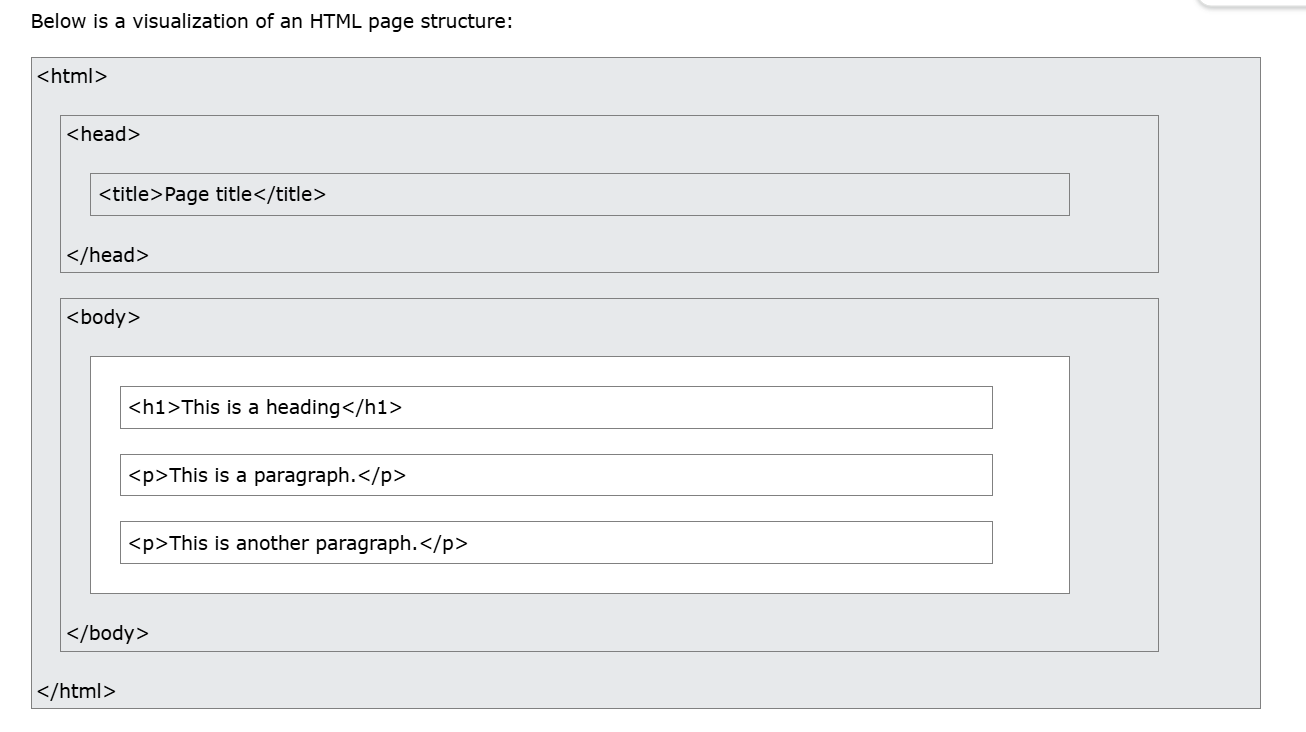 Below is a visualization of an HTML page structure:
<html>
<head>
<title>Page title</title>
</head>
<body>
<h1>This is a heading</h1>
<p>This is a paragraph.</p>
<p>This is another paragraph.</p>
</body>
</html>